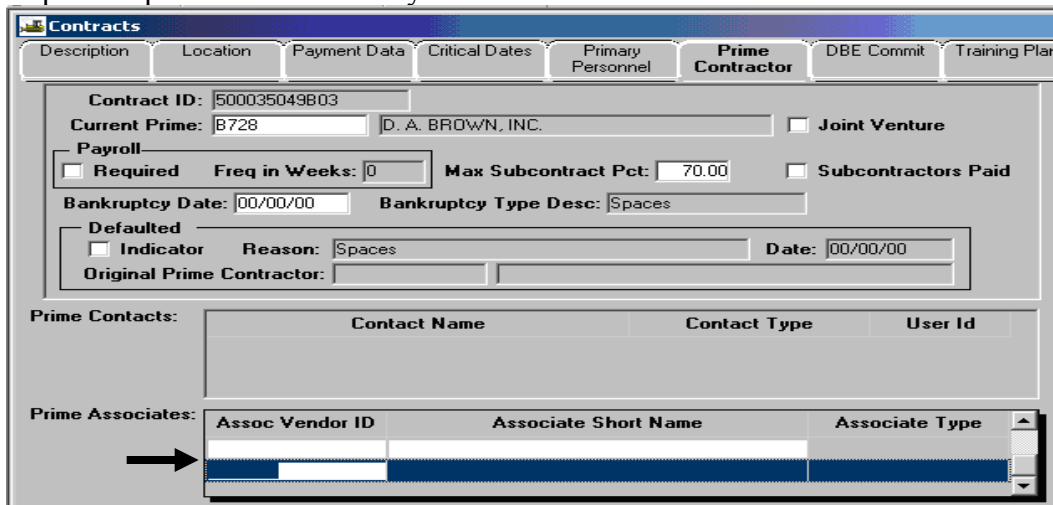 Contracts
Description Location Payment Data Critical Dates Primary Personnel Prime Contractor DBE Commit Training Plan
Contract ID: 500035049B03
Current Prime: B728 D. A. BROWN, INC. Joint Venture
Payroll
Required Freq in Weeks: 0 Max Subcontract Pct: 70.00 Subcontractors Paid
Bankruptcy Date: 00/00/00 Bankruptcy Type Desc: Spaces
Defaulted
Indicator Reason: Spaces Date: 00/00/00
Original Prime Contractor:
Prime Contacts: Contact Name Contact Type User Id
Prime Associates: Assoc Vendor ID Associate Short Name Associate Type